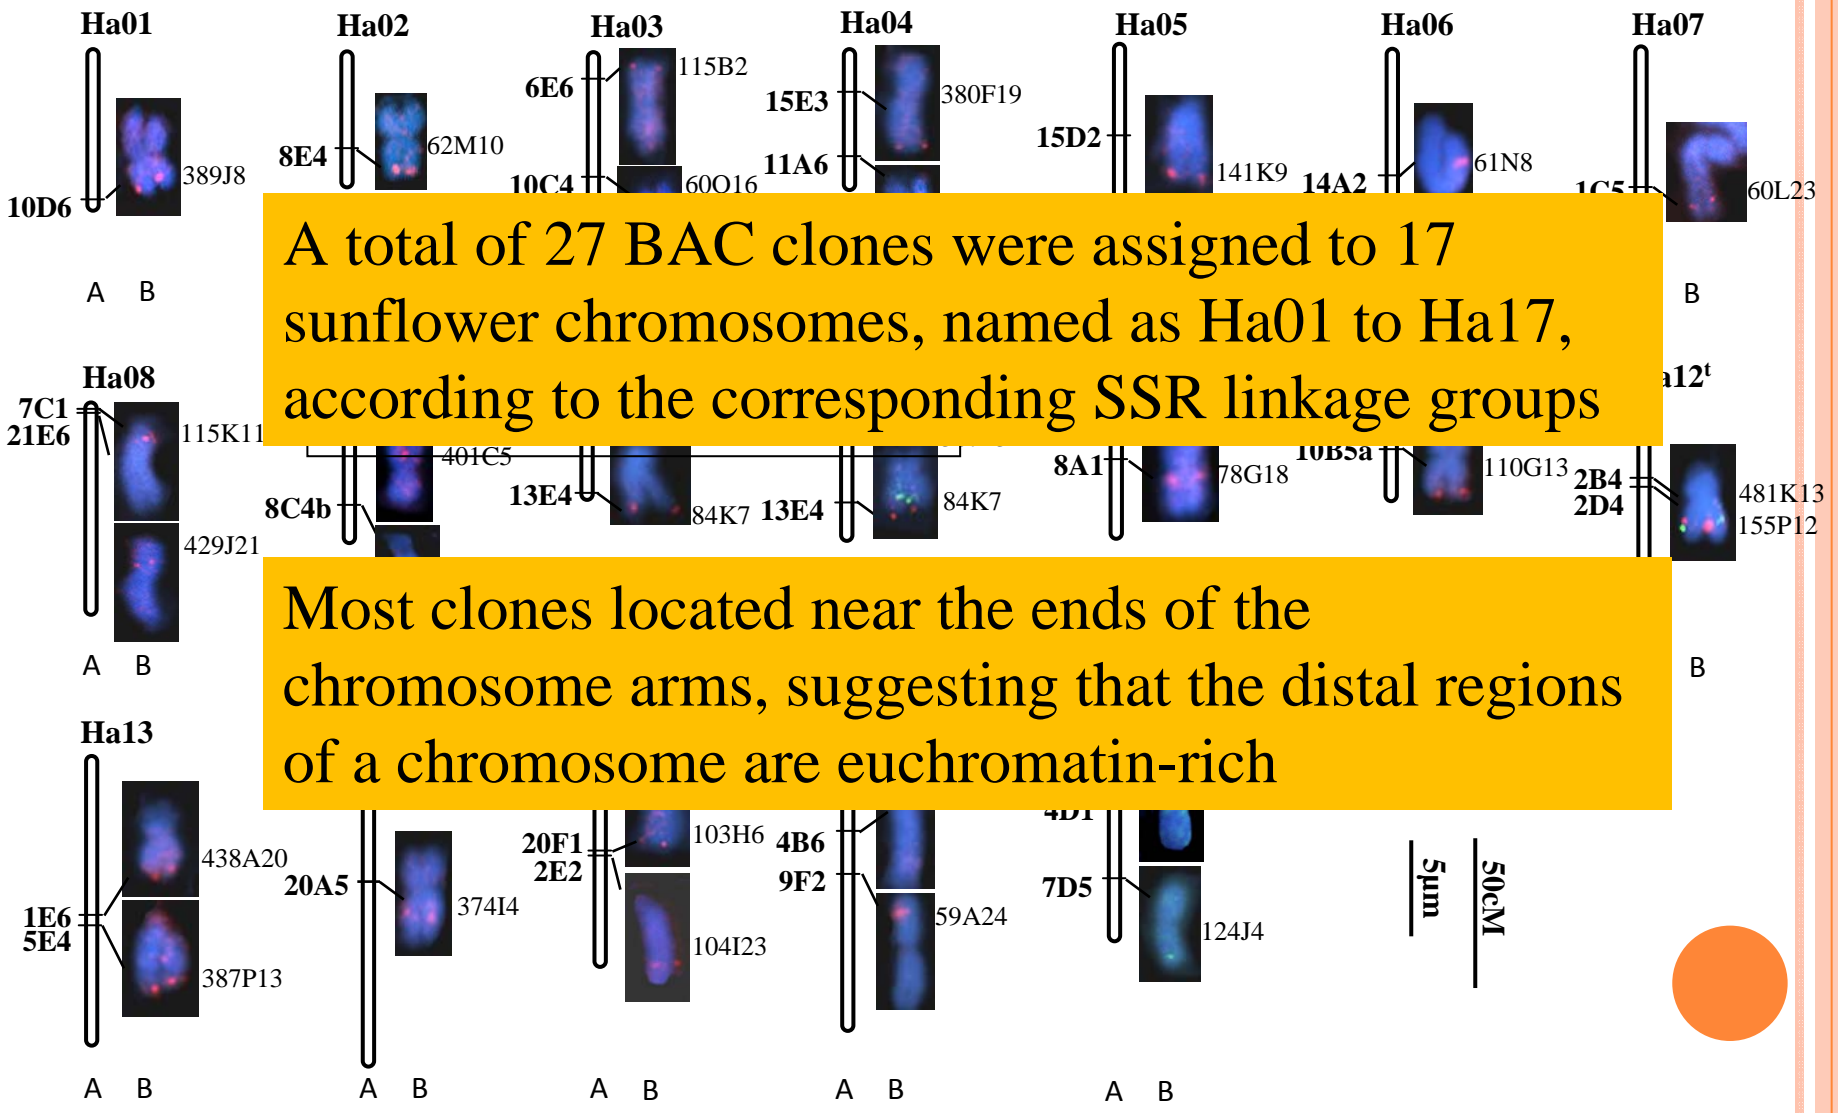 Ha01 Ha02 Ha03 Ha04 Ha05 Ha06 Ha07
6E6 115B2
15E3 380F19
15D2
8E4 62M10
11A6
10D6 389J8
10C4 60O16
141K9
14A2 61N8
1C5 60L23
A total of 27 BAC clones were assigned to 17
sunflower chromosomes, named as Ha01 to Ha17,
according to the corresponding SSR linkage groups
A B
B
Ha08
a12t
7C1
21E6 115K11
401C5
8C4b
13E4 84K7
13E4 84K7
8A1 78G18
10B5a 110G13
2B4 481K13
2D4 155P12
429J21
Most clones located near the ends of the
chromosome arms, suggesting that the distal regions
of a chromosome are euchromatin-rich
A B
B
Ha13
438A20
1E6
5E4
387P13
20A5 374I4
20F1 103H6
2E2
104I23
4B6
9F2 59A24
4D1
7D5 124J4
5μm 50cM
A B A B A B A B A B